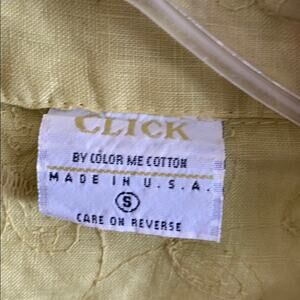 CLICK
BY COLOR ME COTTON
MADE IN U.S.A.
S
CARE ON REVERSE